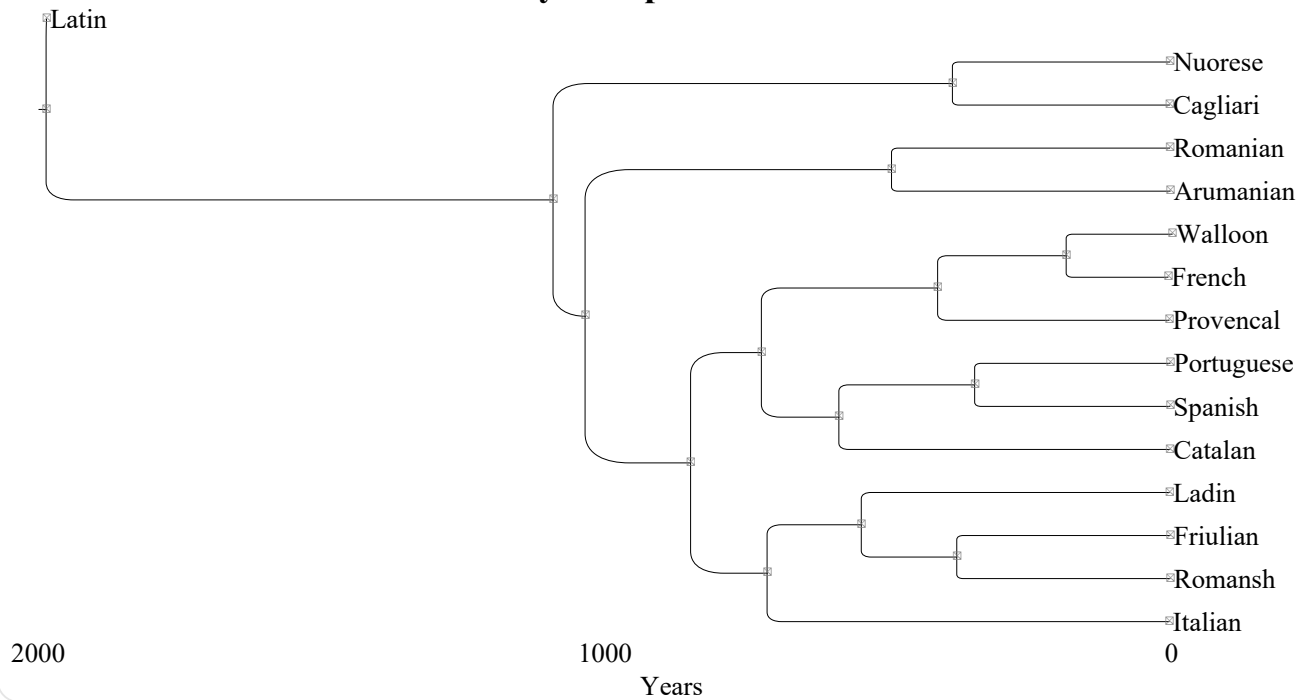 Latin
Nuorese
Cagliari
Romanian
Arumanian
Walloon
French
Provencal
Portuguese
Spanish
Catalan
Ladin
Friulian
Romansh
Italian
2000 1000 0
Years